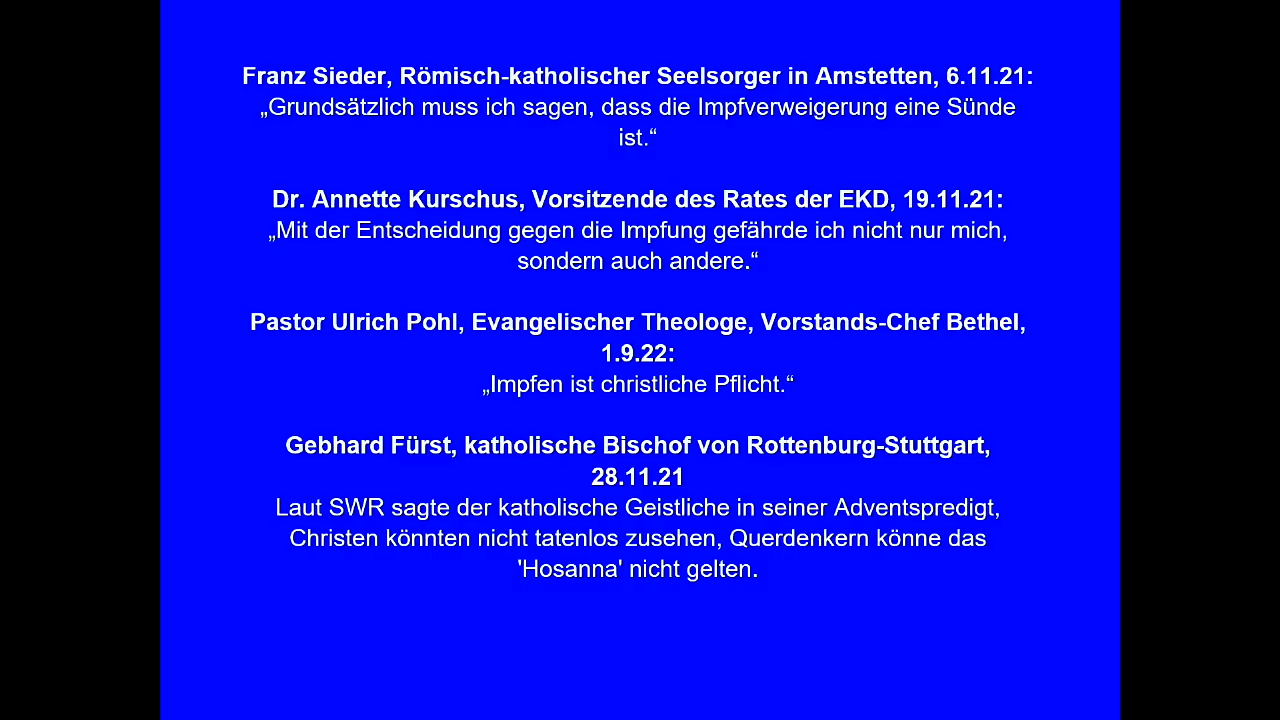 Franz Sieder, Römisch-katholischer Seelsorger in Amstetten, 6.11.21:
„Grundsätzlich muss ich sagen, dass die Impfverweigerung eine Sünde
ist.“
Dr. Annette Kurschus, Vorsitzende des Rates der EKD, 19.11.21:
„Mit der Entscheidung gegen die Impfung gefährde ich nicht nur mich,
sondern auch andere.“
Pastor Ulrich Pohl, Evangelischer Theologe, Vorstands-Chef Bethel,
1.9.22:
„Impfen ist christliche Pflicht.“
Gebhard Fürst, katholische Bischof von Rottenburg-Stuttgart,
28.11.21
Laut SWR sagte der katholische Geistliche in seiner Adventspredigt,
Christen könnten nicht tatenlos zusehen, Querdenkern könne das
'Hosanna' nicht gelten.